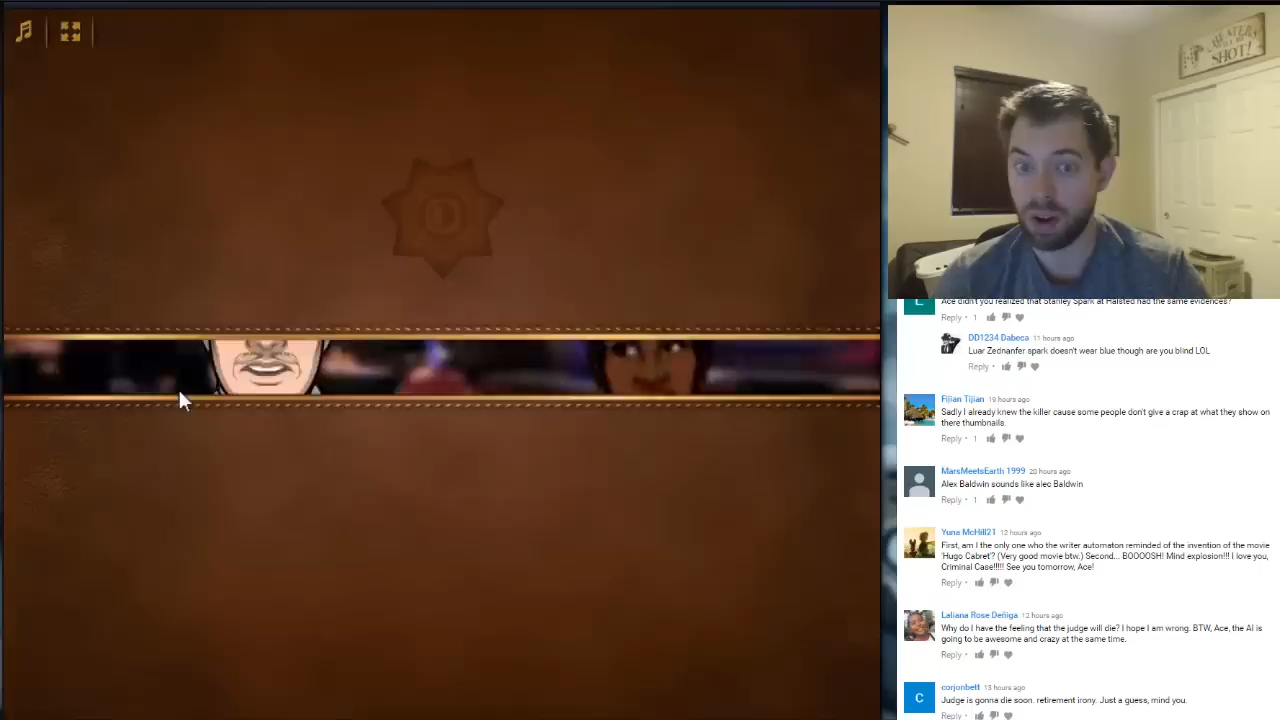 CHEATERS
WILL BE
SHOT!
Ace didn't you realized that Stanley Spark at Halsted had the same evidences?
Reply • 1
DD1234 Dabeca 11 hours ago
Luar Zednanfer spark doesn't wear blue though are you blind LOL
Reply •
Fijian Tijian 19 hours ago
Sadly I already knew the killer cause some people don't give a crap at what they show on
there thumbnails.
Reply • 1
MarsMeetsEarth 1999 20 hours ago
Alex Baldwin sounds like alec Baldwin
Reply • 1
Yuna McHill21 12 hours ago
First, am I the only one who the writer automaton reminded of the invention of the movie
'Hugo Cabret'? (Very good movie btw.) Second... BOOOOSH! Mind explosion!!! I love you,
Criminal Case!!!!! See you tomorrow, Ace!
Reply •
Laliana Rose Deñiga 12 hours ago
Why do I have the feeling that the judge will die? I hope I am wrong. BTW, Ace, the AI is
going to be awesome and crazy at the same time.
Reply •
C
corjonbett 13 hours ago
Judge is gonna die soon. retirement irony. Just a guess, mind you.
Reply •